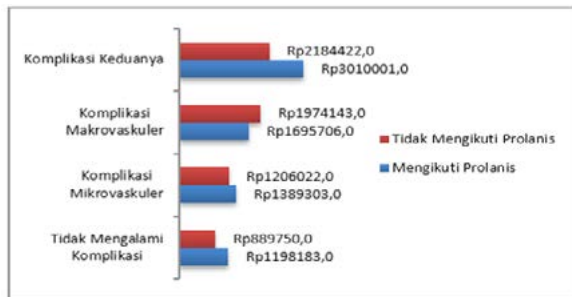 Komplikasi Keduanya
Rp2184422,0
Rp3010001,0
Komplikasi
Makrovaskuler
Rp1974143,0
Rp1695706,0
Tidak Mengikuti Prolanis
Mengikuti Prolanis
Komplikasi
Mikrovaskuler
Rp1206022,0
Rp1389303,0
Tidak Mengalami
Komplikasi
Rp889750,0
Rp1198183,0